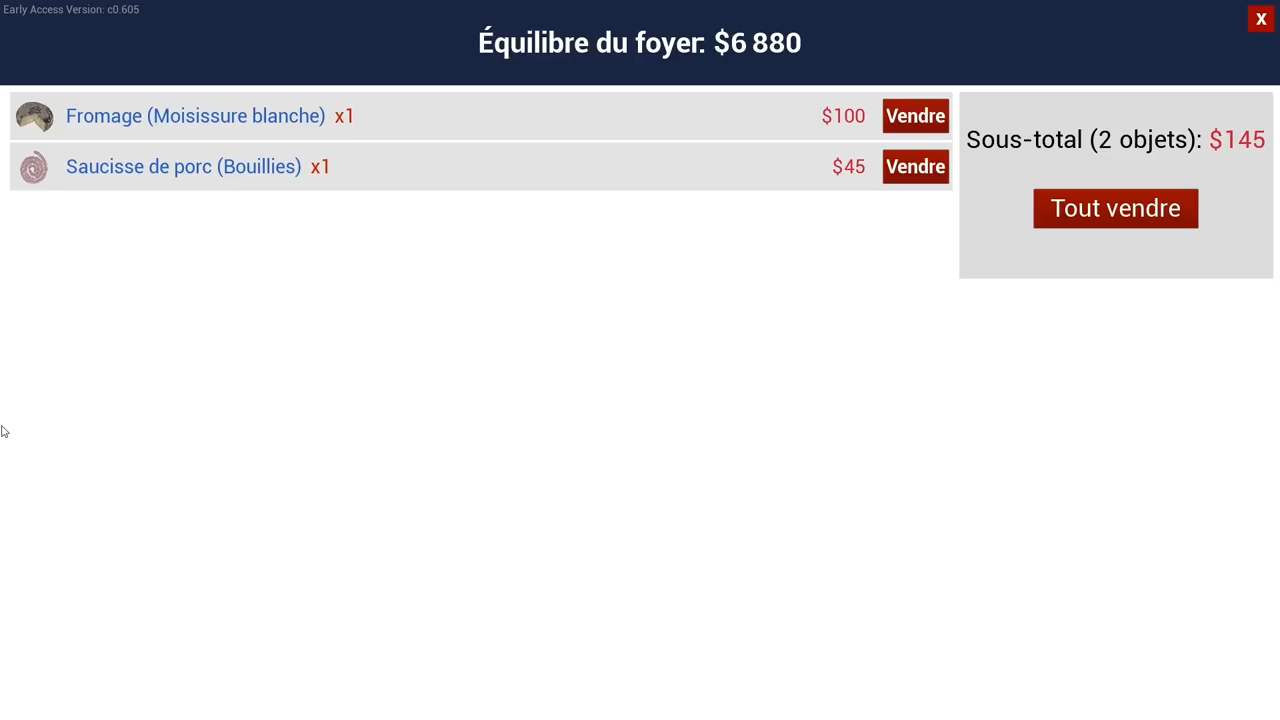 Early Access Version: c0.605
Équilibre du foyer: $6 880
X
Fromage (Moisissure blanche) x1 $100 Vendre
Saucisse de porc (Bouillies) x1 $45 Vendre
Sous-total (2 objets): $145
Tout vendre